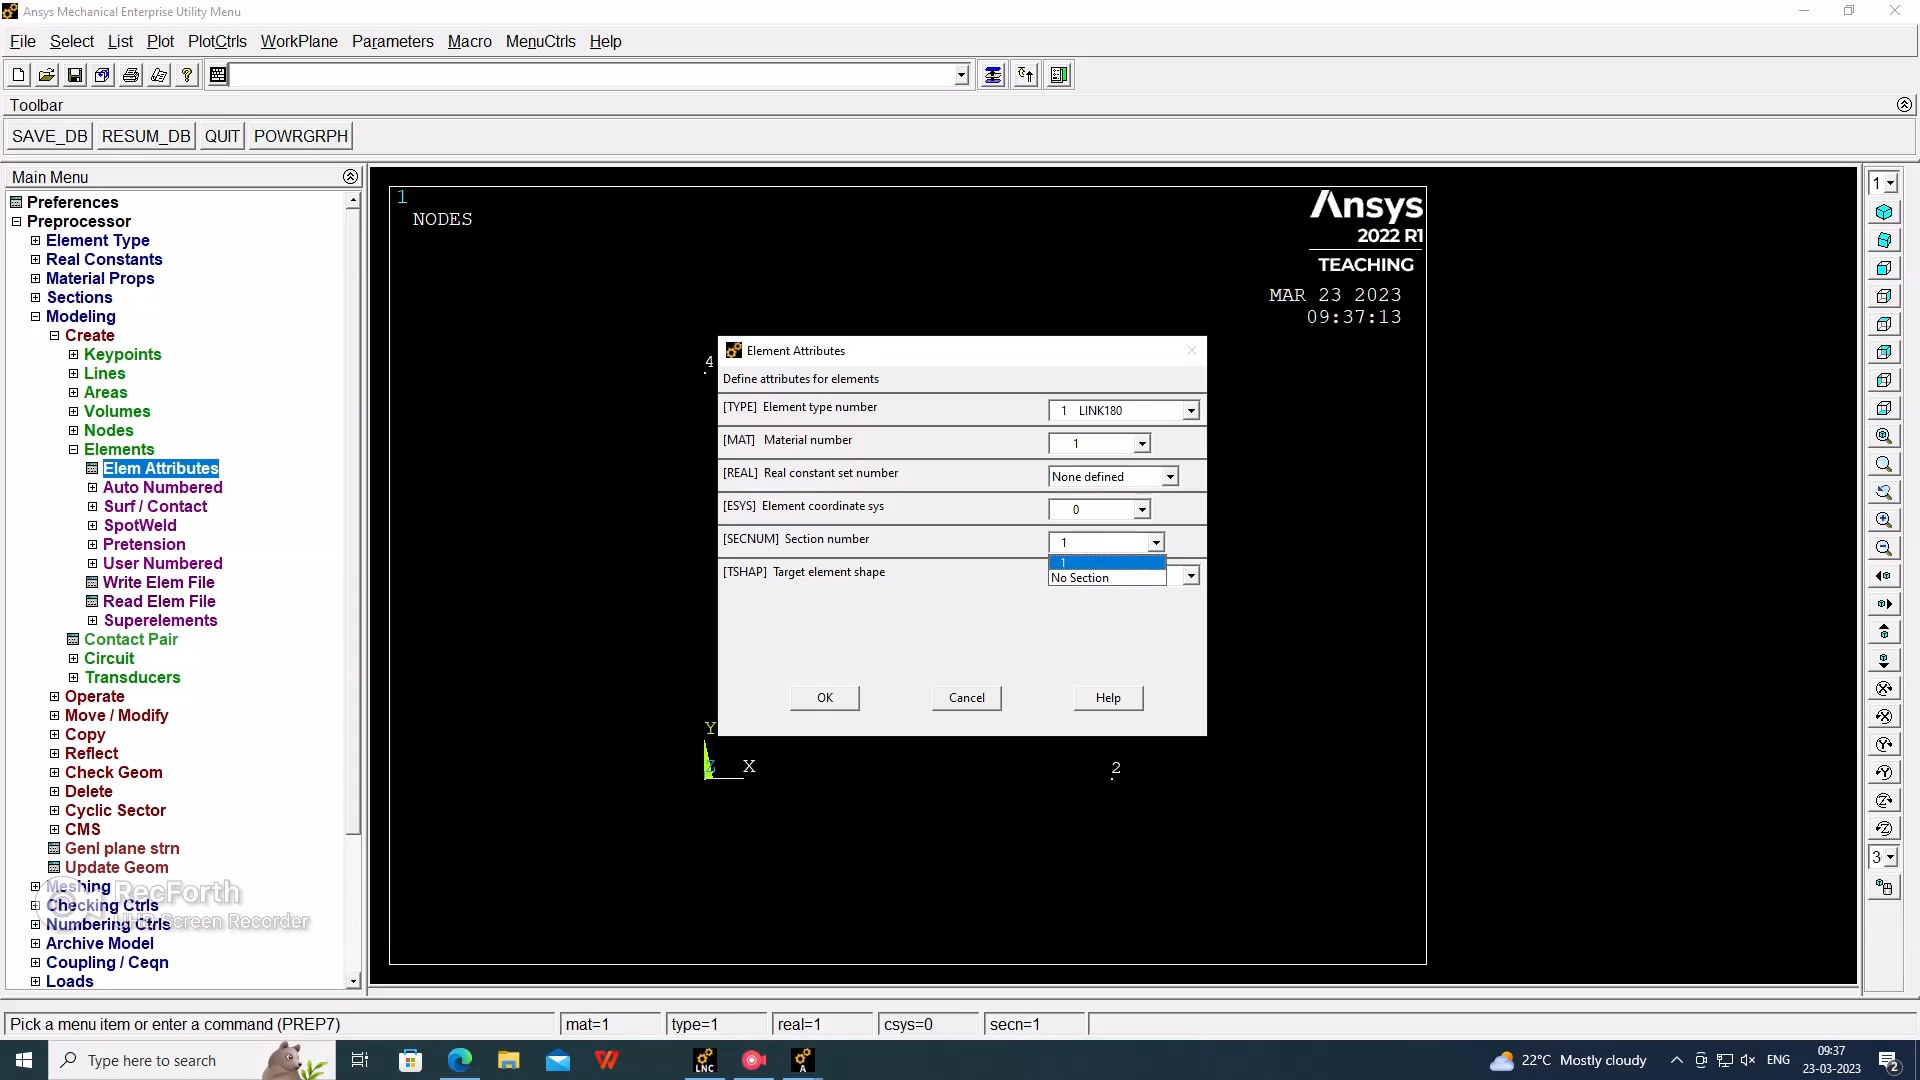 Ansys Mechanical Enterprise Utility Menu
File Select List Plot PlotCtrls WorkPlane Parameters Macro MenuCtrls Help
Toolbar
SAVE_DB RESUM_DB QUIT POWRGRPH
Main Menu
Preferences
Preprocessor
Element Type
Real Constants
Material Props
Sections
Modeling
Create
Keypoints
Lines
Areas
Volumes
Nodes
Elements
Elem Attributes
Auto Numbered
Surf / Contact
SpotWeld
Pretension
User Numbered
Write Elem File
Read Elem File
Superelements
Contact Pair
Circuit
Transducers
Operate
Move / Modify
Copy
Reflect
Check Geom
Delete
Cyclic Sector
CMS
Genl plane strn
Update Geom
Meshing
Checking Ctrls
Numbering Ctrls
Archive Model
Coupling / Ceqn
Loads
RecForth
UHD Screen Recorder
1
NODES
Ansys
2022 R1
TEACHING
MAR 23 2023
09:37:13
4
Element Attributes
Define attributes for elements
[TYPE] Element type number 1 LINK180
[MAT] Material number 1
[REAL] Real constant set number None defined
[ESYS] Element coordinate sys 0
[SECNUM] Section number 1
1
No Section
[TSHAP] Target element shape
OK Cancel Help
Y
Z X
2
1
3
Pick a menu item or enter a command (PREP7) mat=1 type=1 real=1 csys=0 secn=1
Type here to search
LNC
A
22°C Mostly cloudy
ENG
09:37
23-03-2023
2